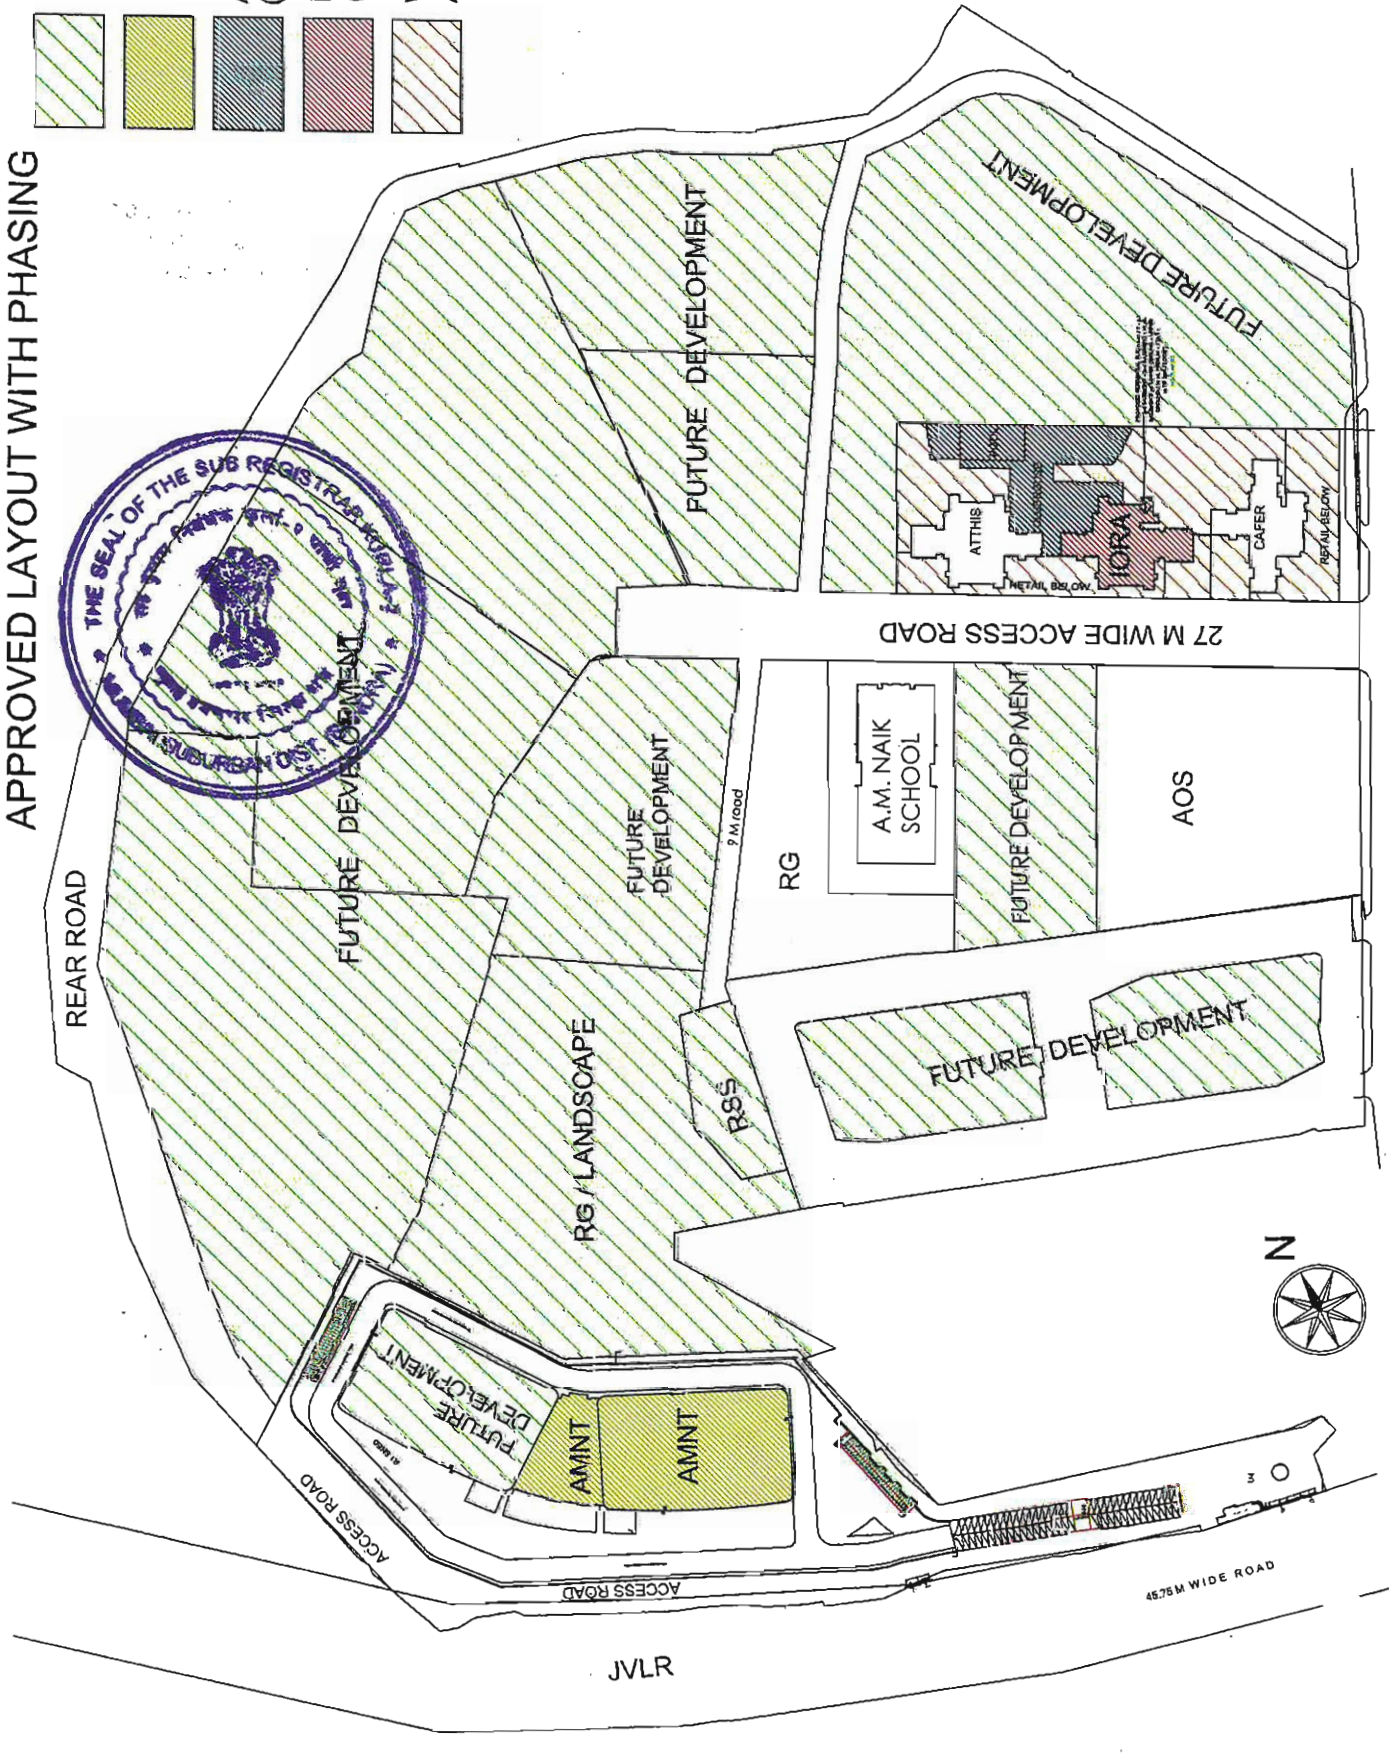 APPROVED LAYOUT WITH PHASING
THE SEAL OF THE SUB REGISTRAR KURLA-2
SUBURBAN DIST.
REAR ROAD
FUTURE DEVELOPMENT
FUTURE DEVELOPMENT
FUTURE DEVELOPMENT
FUTURE
DEVELOPMENT
9 M road
RG
A.M. NAIK
SCHOOL
FUTURE DEVELOPMENT
AOS
27 M WIDE ACCESS ROAD
ATTHIS
IORA
CAFER
RETAIL BELOW
RETAIL BELOW
RG / LANDSCAPE
RSS
FUTURE DEVELOPMENT
FUTURE
DEVELOPMENT
AMNT
AMNT
ACCESS ROAD
ACCESS ROAD
JVLR
45.75 M WIDE ROAD
3
N